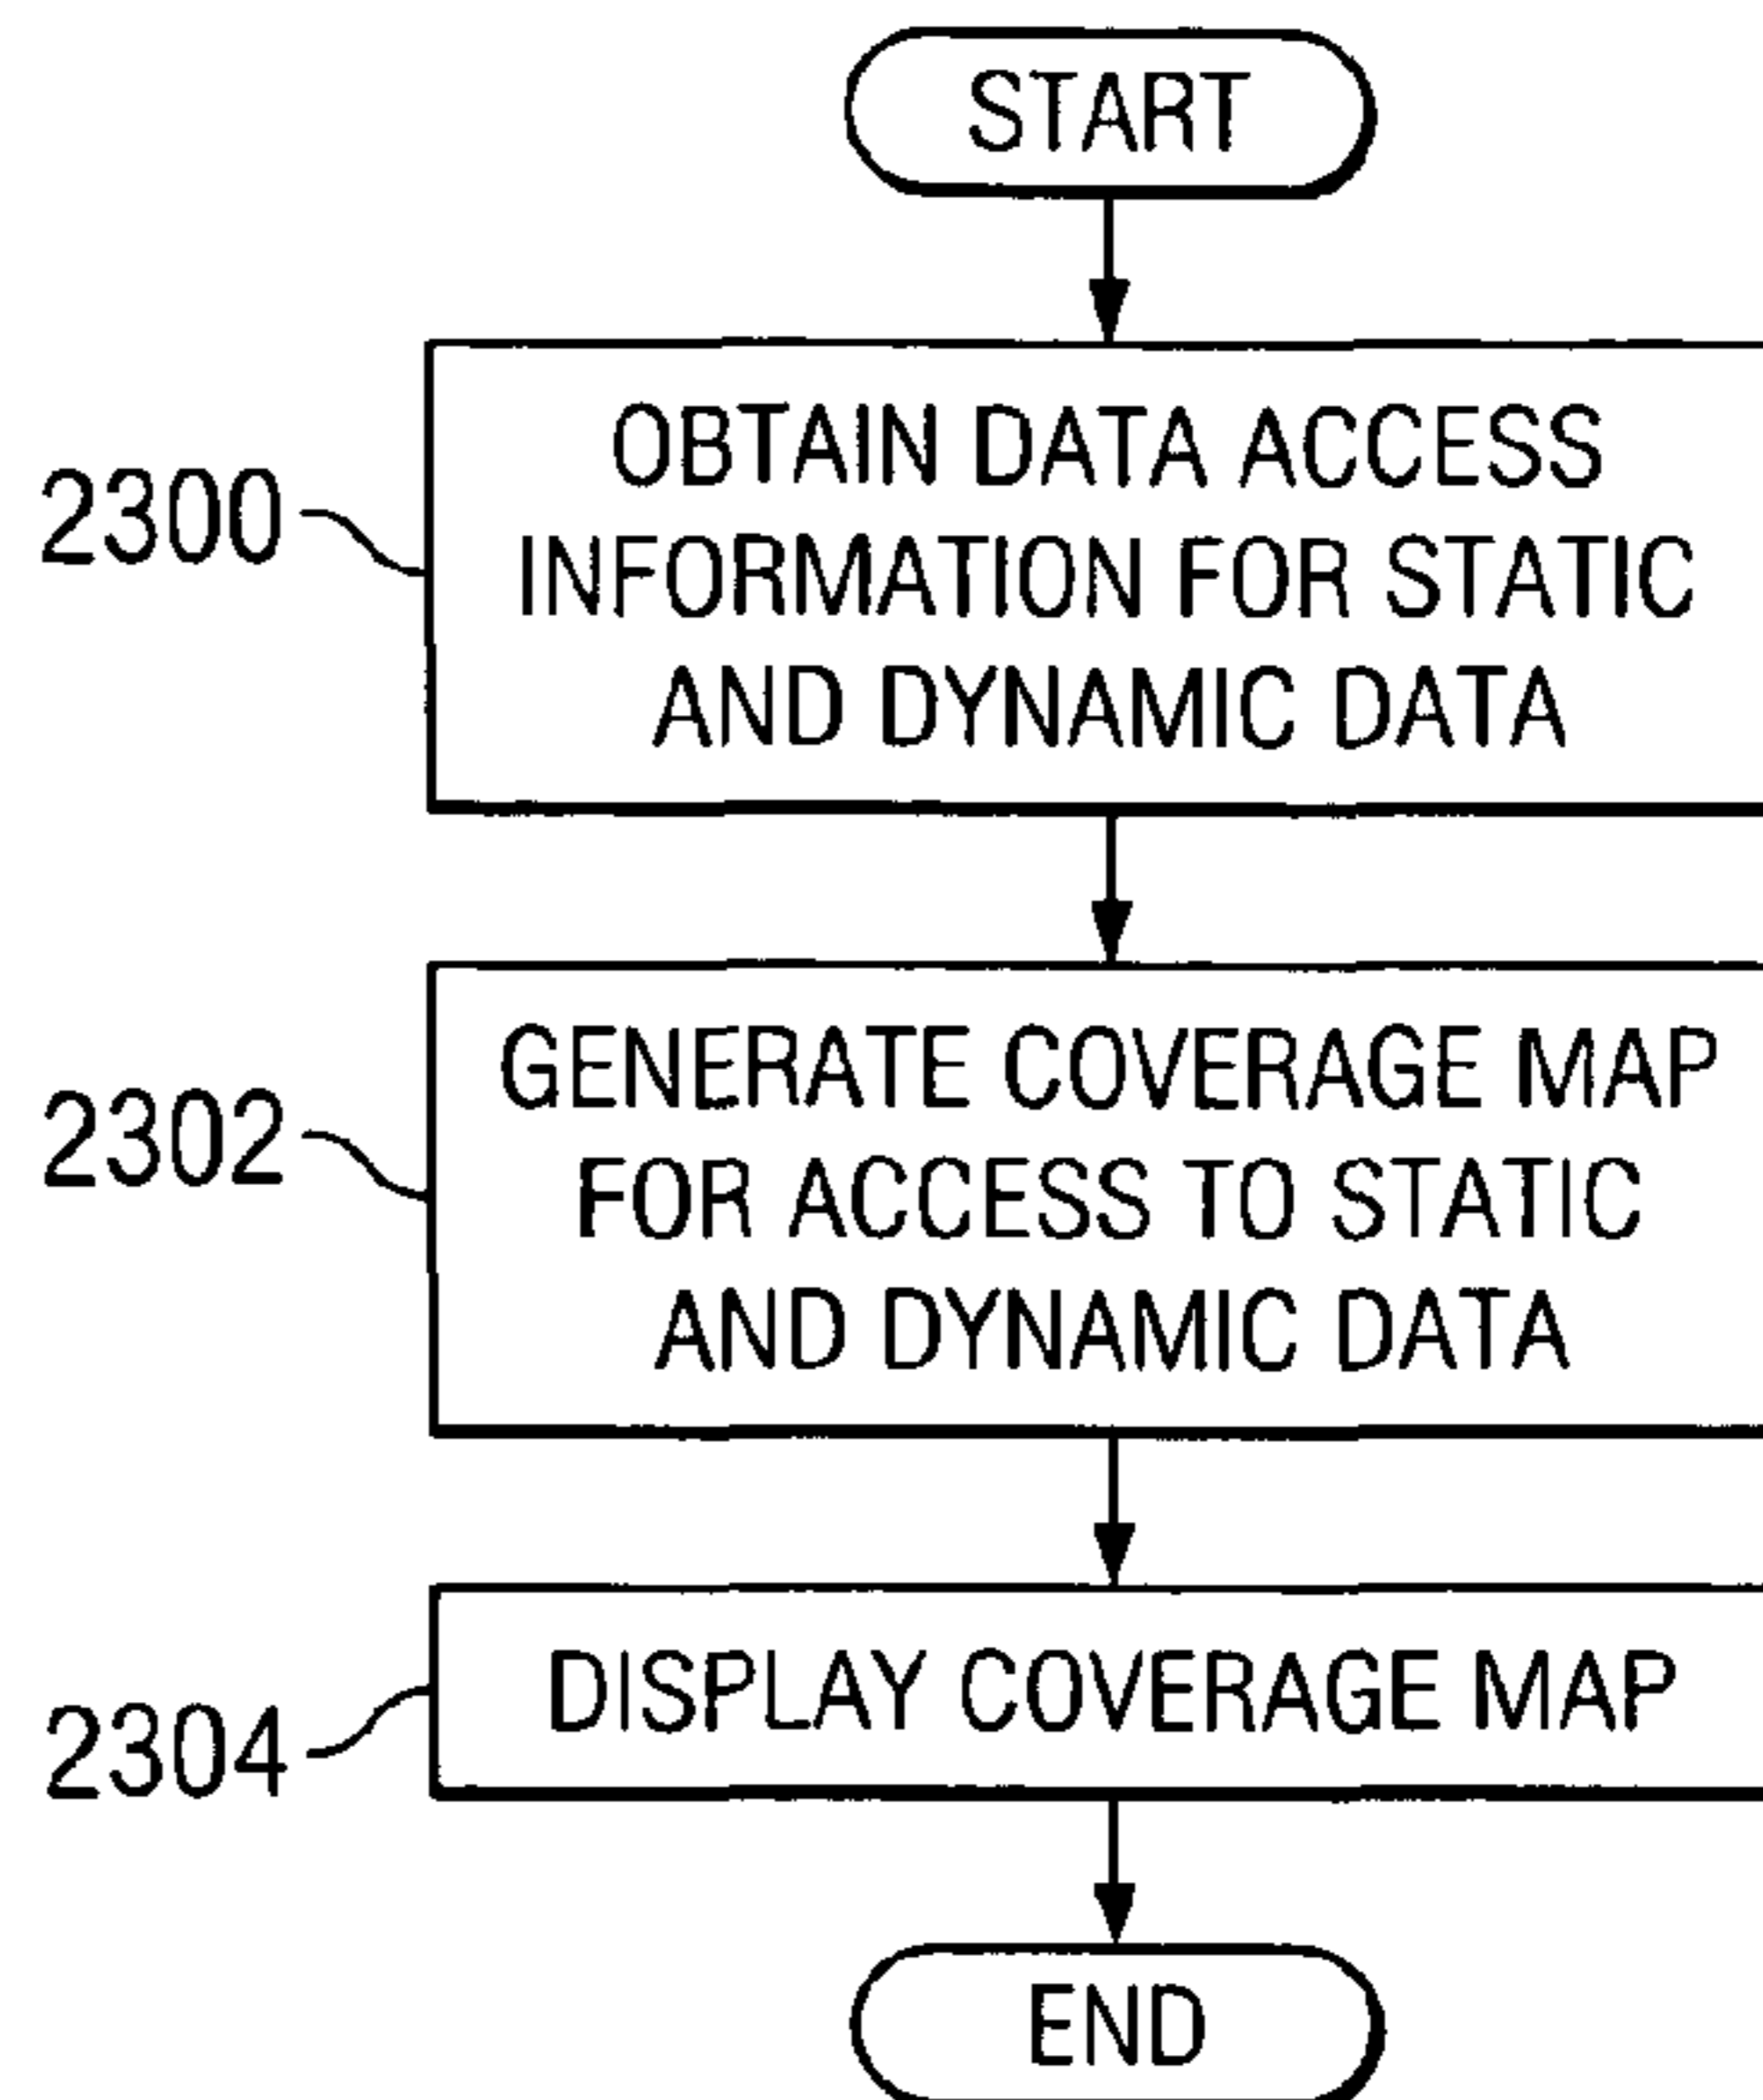 START
2300
OBTAIN DATA ACCESS
INFORMATION FOR STATIC
AND DYNAMIC DATA
2302
GENERATE COVERAGE MAP
FOR ACCESS TO STATIC
AND DYNAMIC DATA
2304
DISPLAY COVERAGE MAP
END